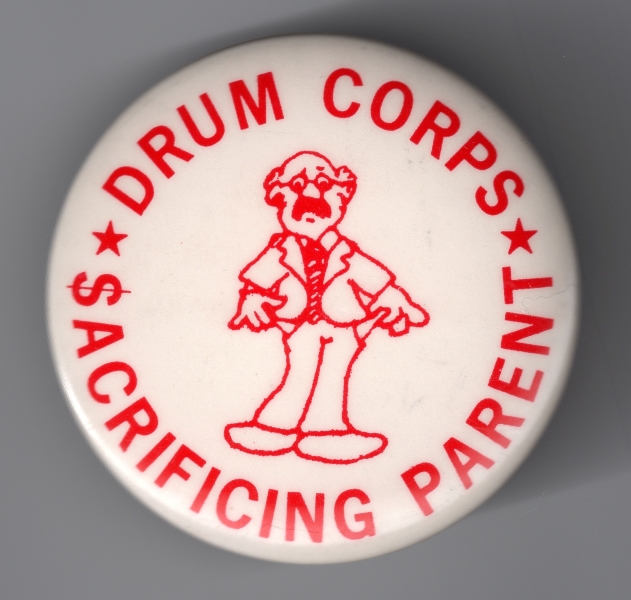 ★ DRUM CORPS ★
$ACRIFICING PARENT